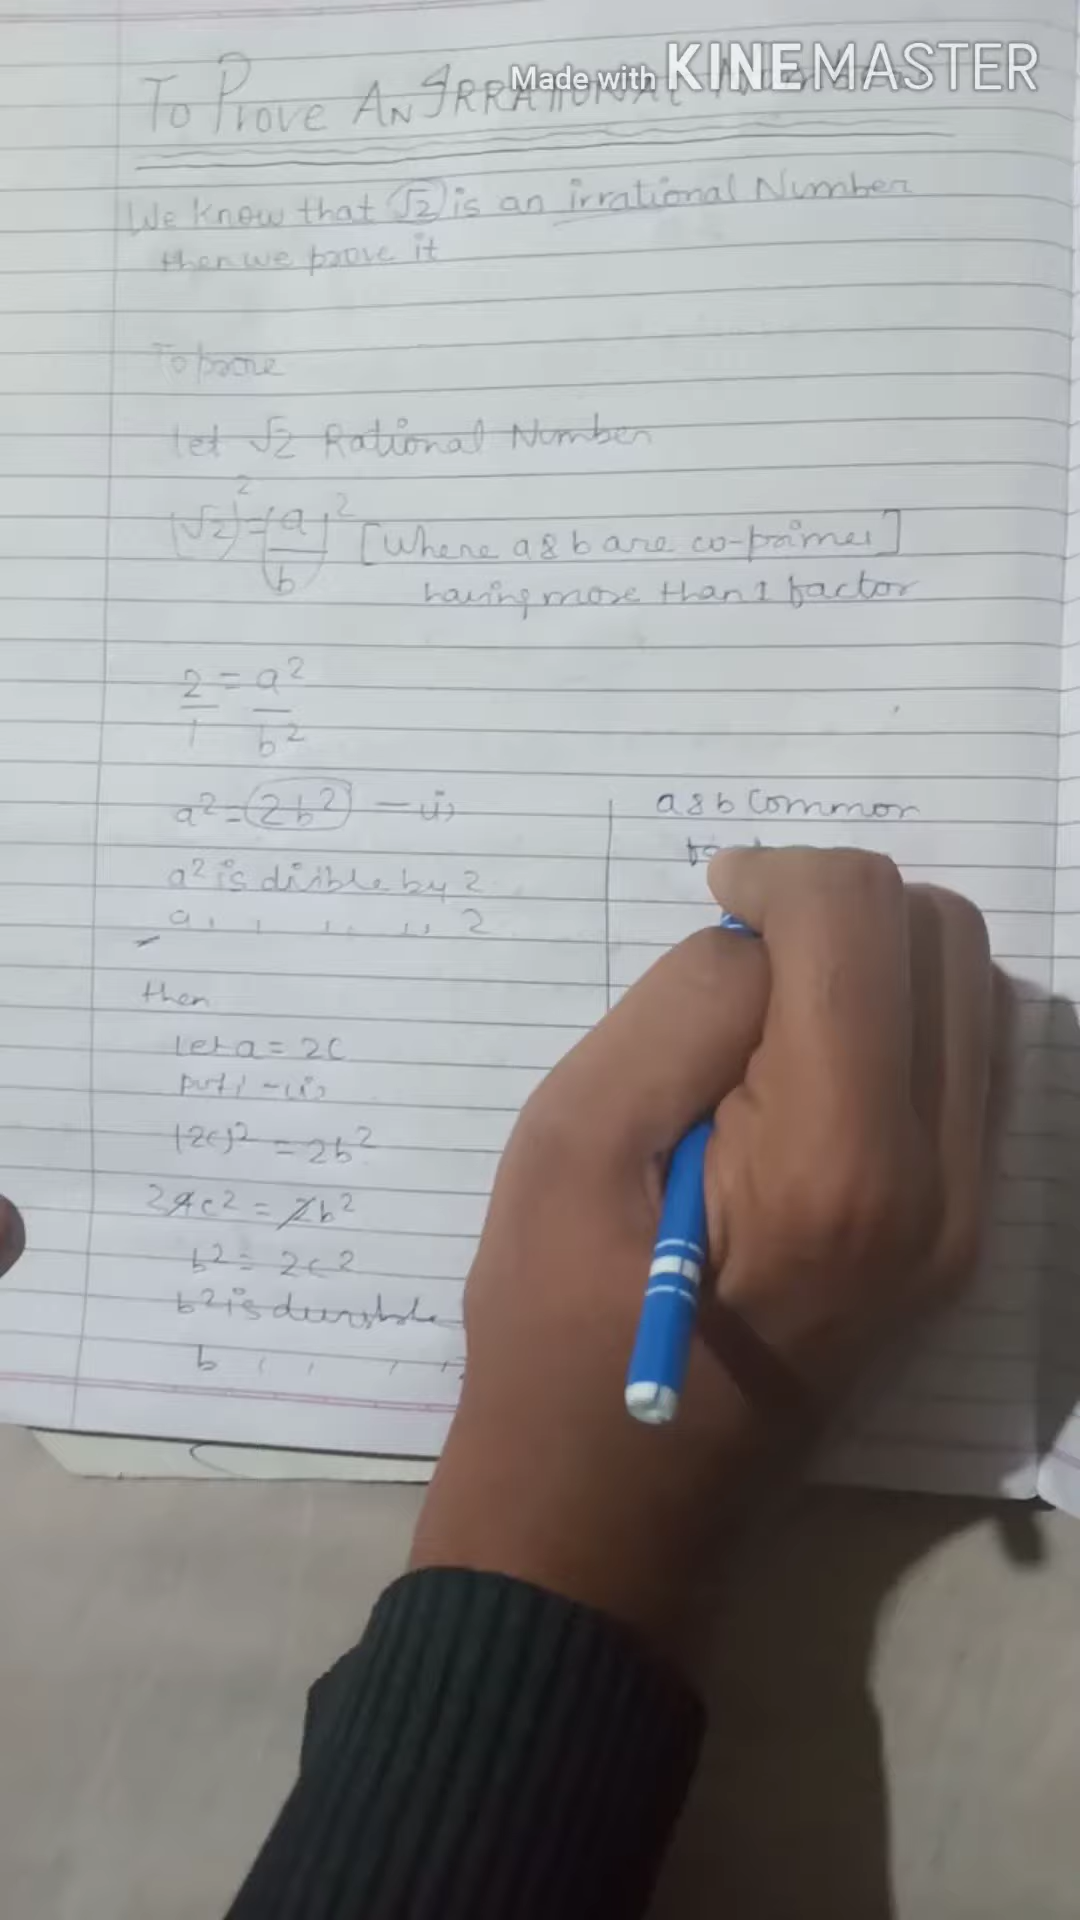 Made with KINEMASTER
To Prove An IRRATIONAL
We know that √2 is an irrational Number
then we prove it
To prove
Let √2 Rational Number
(√2)² = (a/b)² [Where a & b are co-primes]
having more than 1 factor
2/1 = a²/b²
a² = 2b² — (i)
a² is divible by 2
a , , , , ,, 2
then
Let a = 2c
put i - (i)
(2c)² = 2b²
2 4c² = 2b²
b² = 2c²
b² is
b , , , ,,
a & b Common